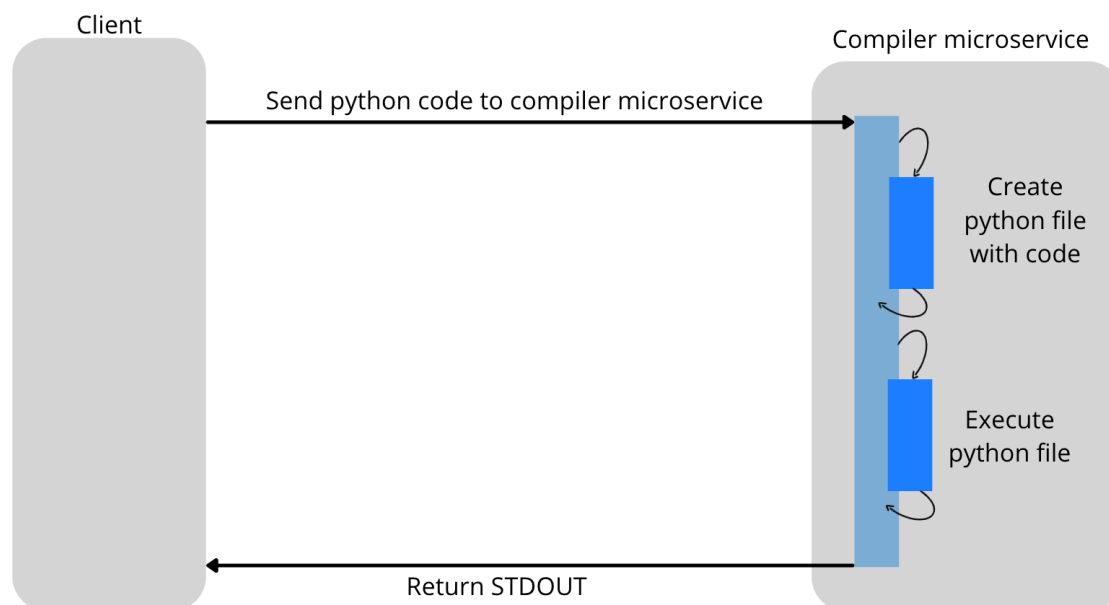 Client
Compiler microservice
Send python code to compiler microservice
Create
python file
with code
Execute
python file
Return STDOUT